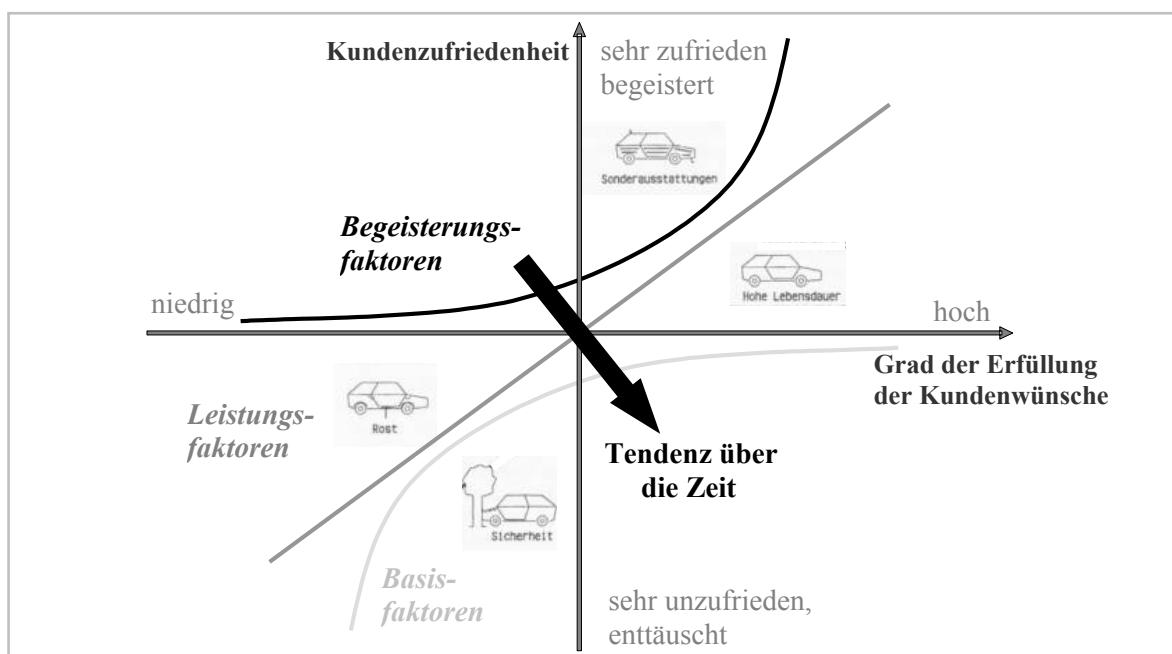 Kundenzufriedenheit
sehr zufrieden
begeistert
Sonderausstattungen
Begeisterungs-
faktoren
Hohe Lebensdauer
niedrig
hoch
Grad der Erfüllung
der Kundenwünsche
Leistungs-
faktoren
Rost
Tendenz über
die Zeit
Sicherheit
Basis-
faktoren
sehr unzufrieden,
enttäuscht